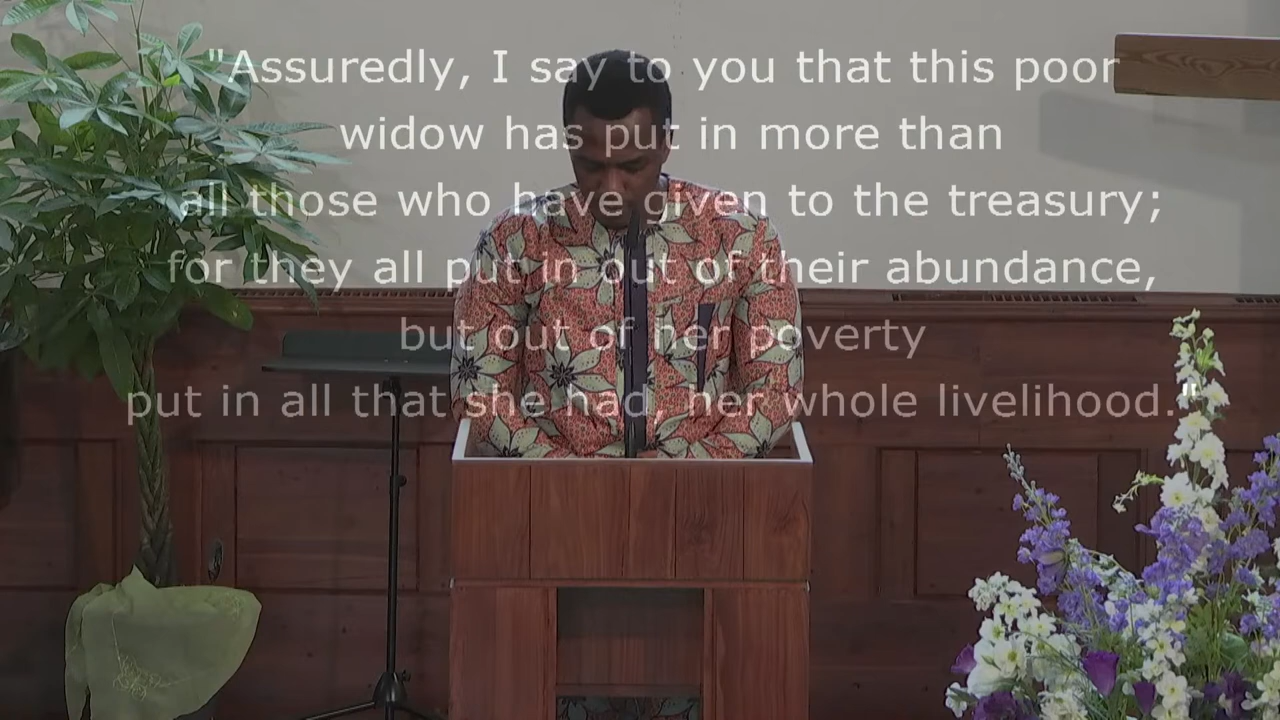 "Assuredly, I say to you that this poor
widow has put in more than
all those who have given to the treasury;
for they all put in out of their abundance,
but out of her poverty
put in all that she had, her whole livelihood."